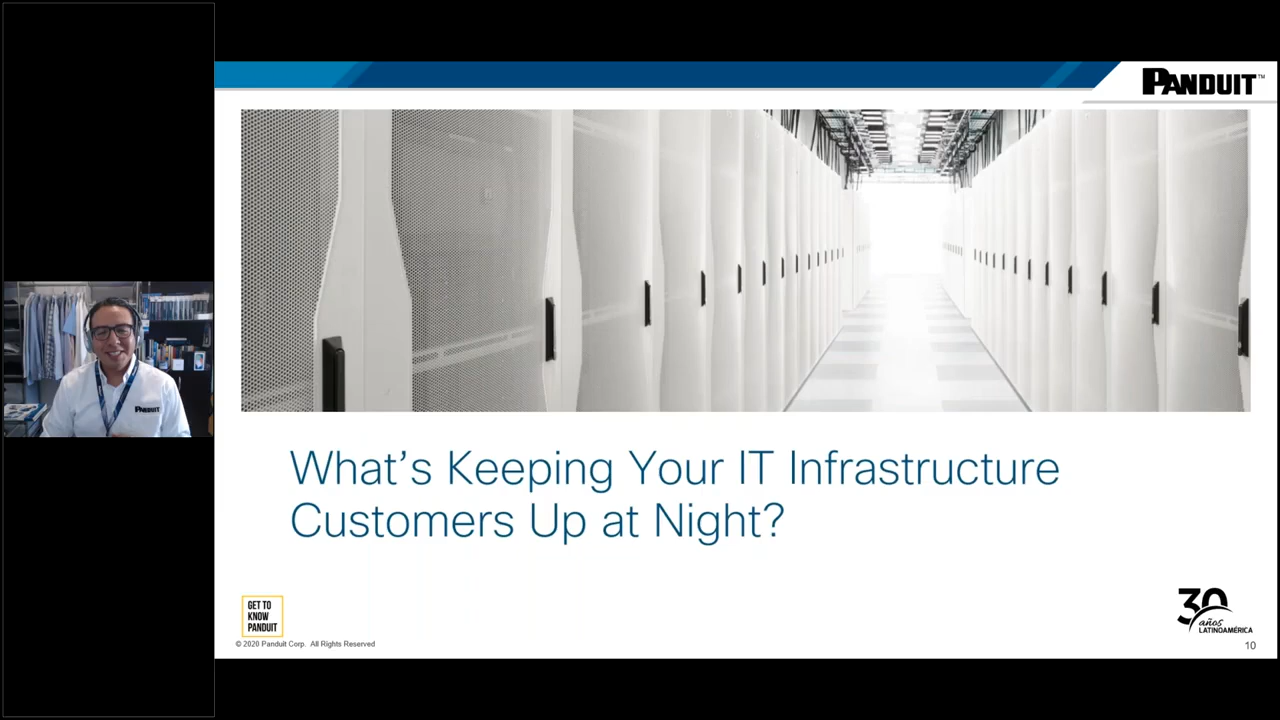 PANDUIT™
PANDUIT
What's Keeping Your IT Infrastructure
Customers Up at Night?
GET TO
KNOW
PANDUIT
© 2020 Panduit Corp. All Rights Reserved
30
años
LATINOAMÉRICA
10